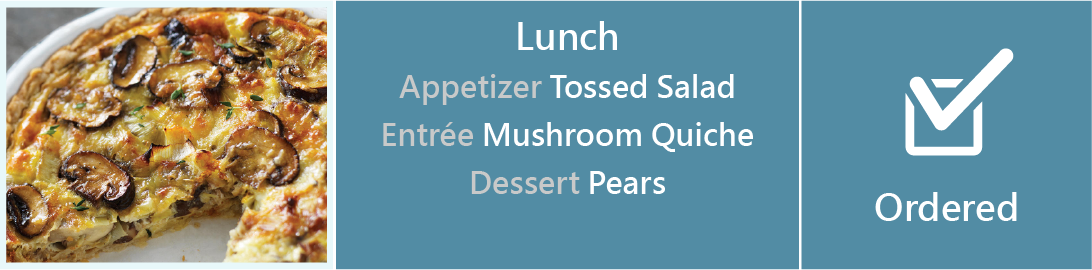 Lunch
Appetizer Tossed Salad
Entrée Mushroom Quiche
Dessert Pears
Ordered